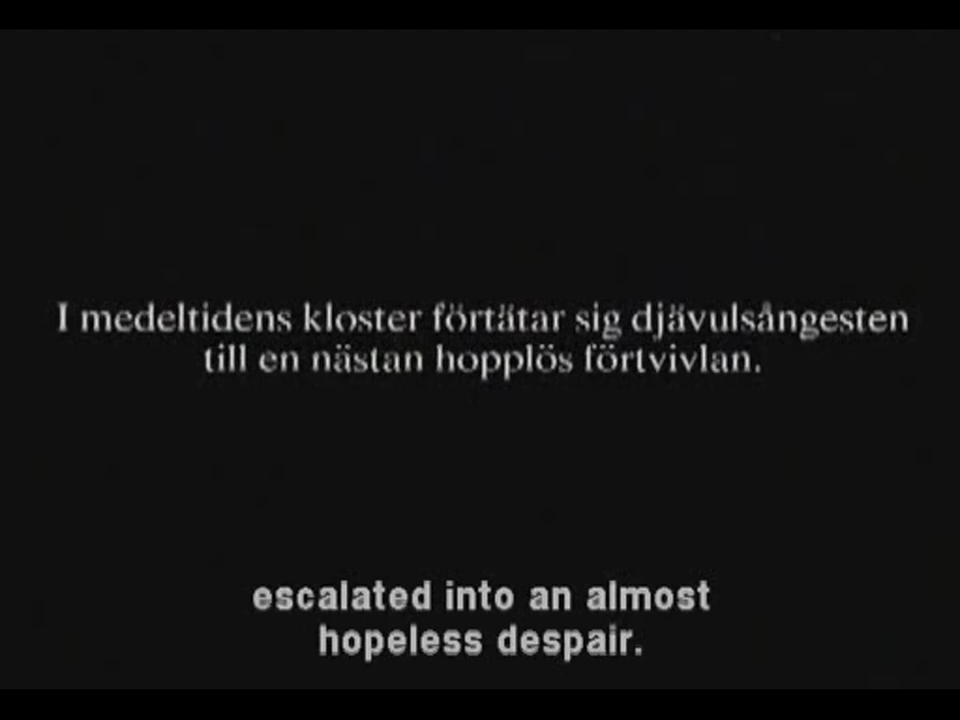 I medeltidens kloster förtätar sig djävulsångesten
till en nästan hopplös förtvivlan.
escalated into an almost
hopeless despair.